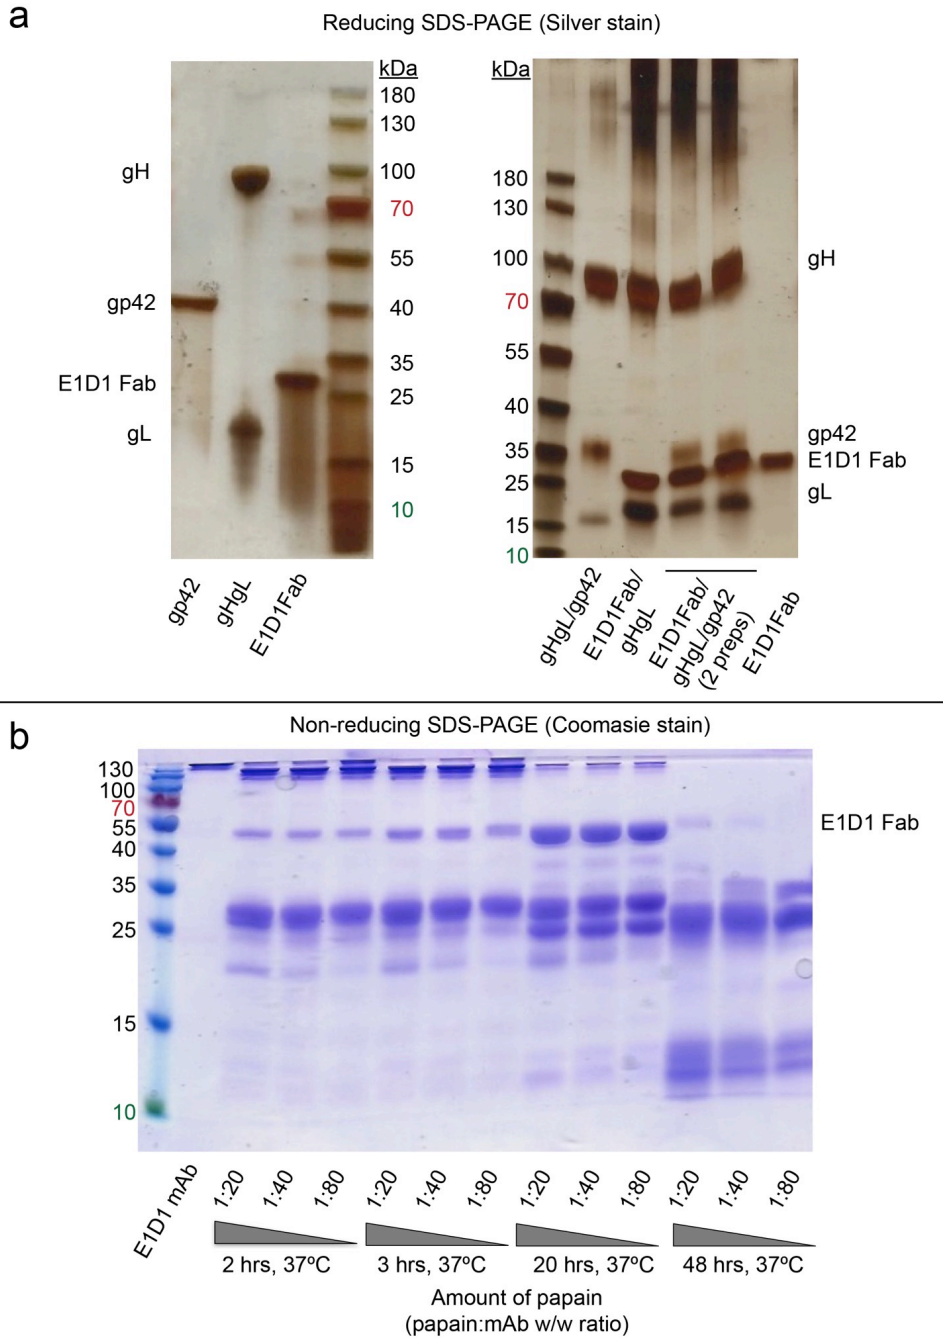 a
Reducing SDS-PAGE (Silver stain)
kDa
180
130
100
70
55
40
35
25
15
10
gH
gp42
E1D1 Fab
gL
gp42
gHgL
E1D1Fab
kDa
180
130
100
70
55
40
35
25
15
10
gH
gp42
E1D1 Fab
gL
gHgL/gp42
E1D1Fab/
gHgL
E1D1Fab/
gHgL/gp42
(2 preps)
E1D1Fab
b
Non-reducing SDS-PAGE (Coomasie stain)
130
100
70
55
40
35
25
15
10
E1D1 Fab
E1D1 mAb
1:20 1:40 1:80 1:20 1:40 1:80 1:20 1:40 1:80 1:20 1:40 1:80
2 hrs, 37ºC 3 hrs, 37ºC 20 hrs, 37ºC 48 hrs, 37ºC
Amount of papain
(papain:mAb w/w ratio)